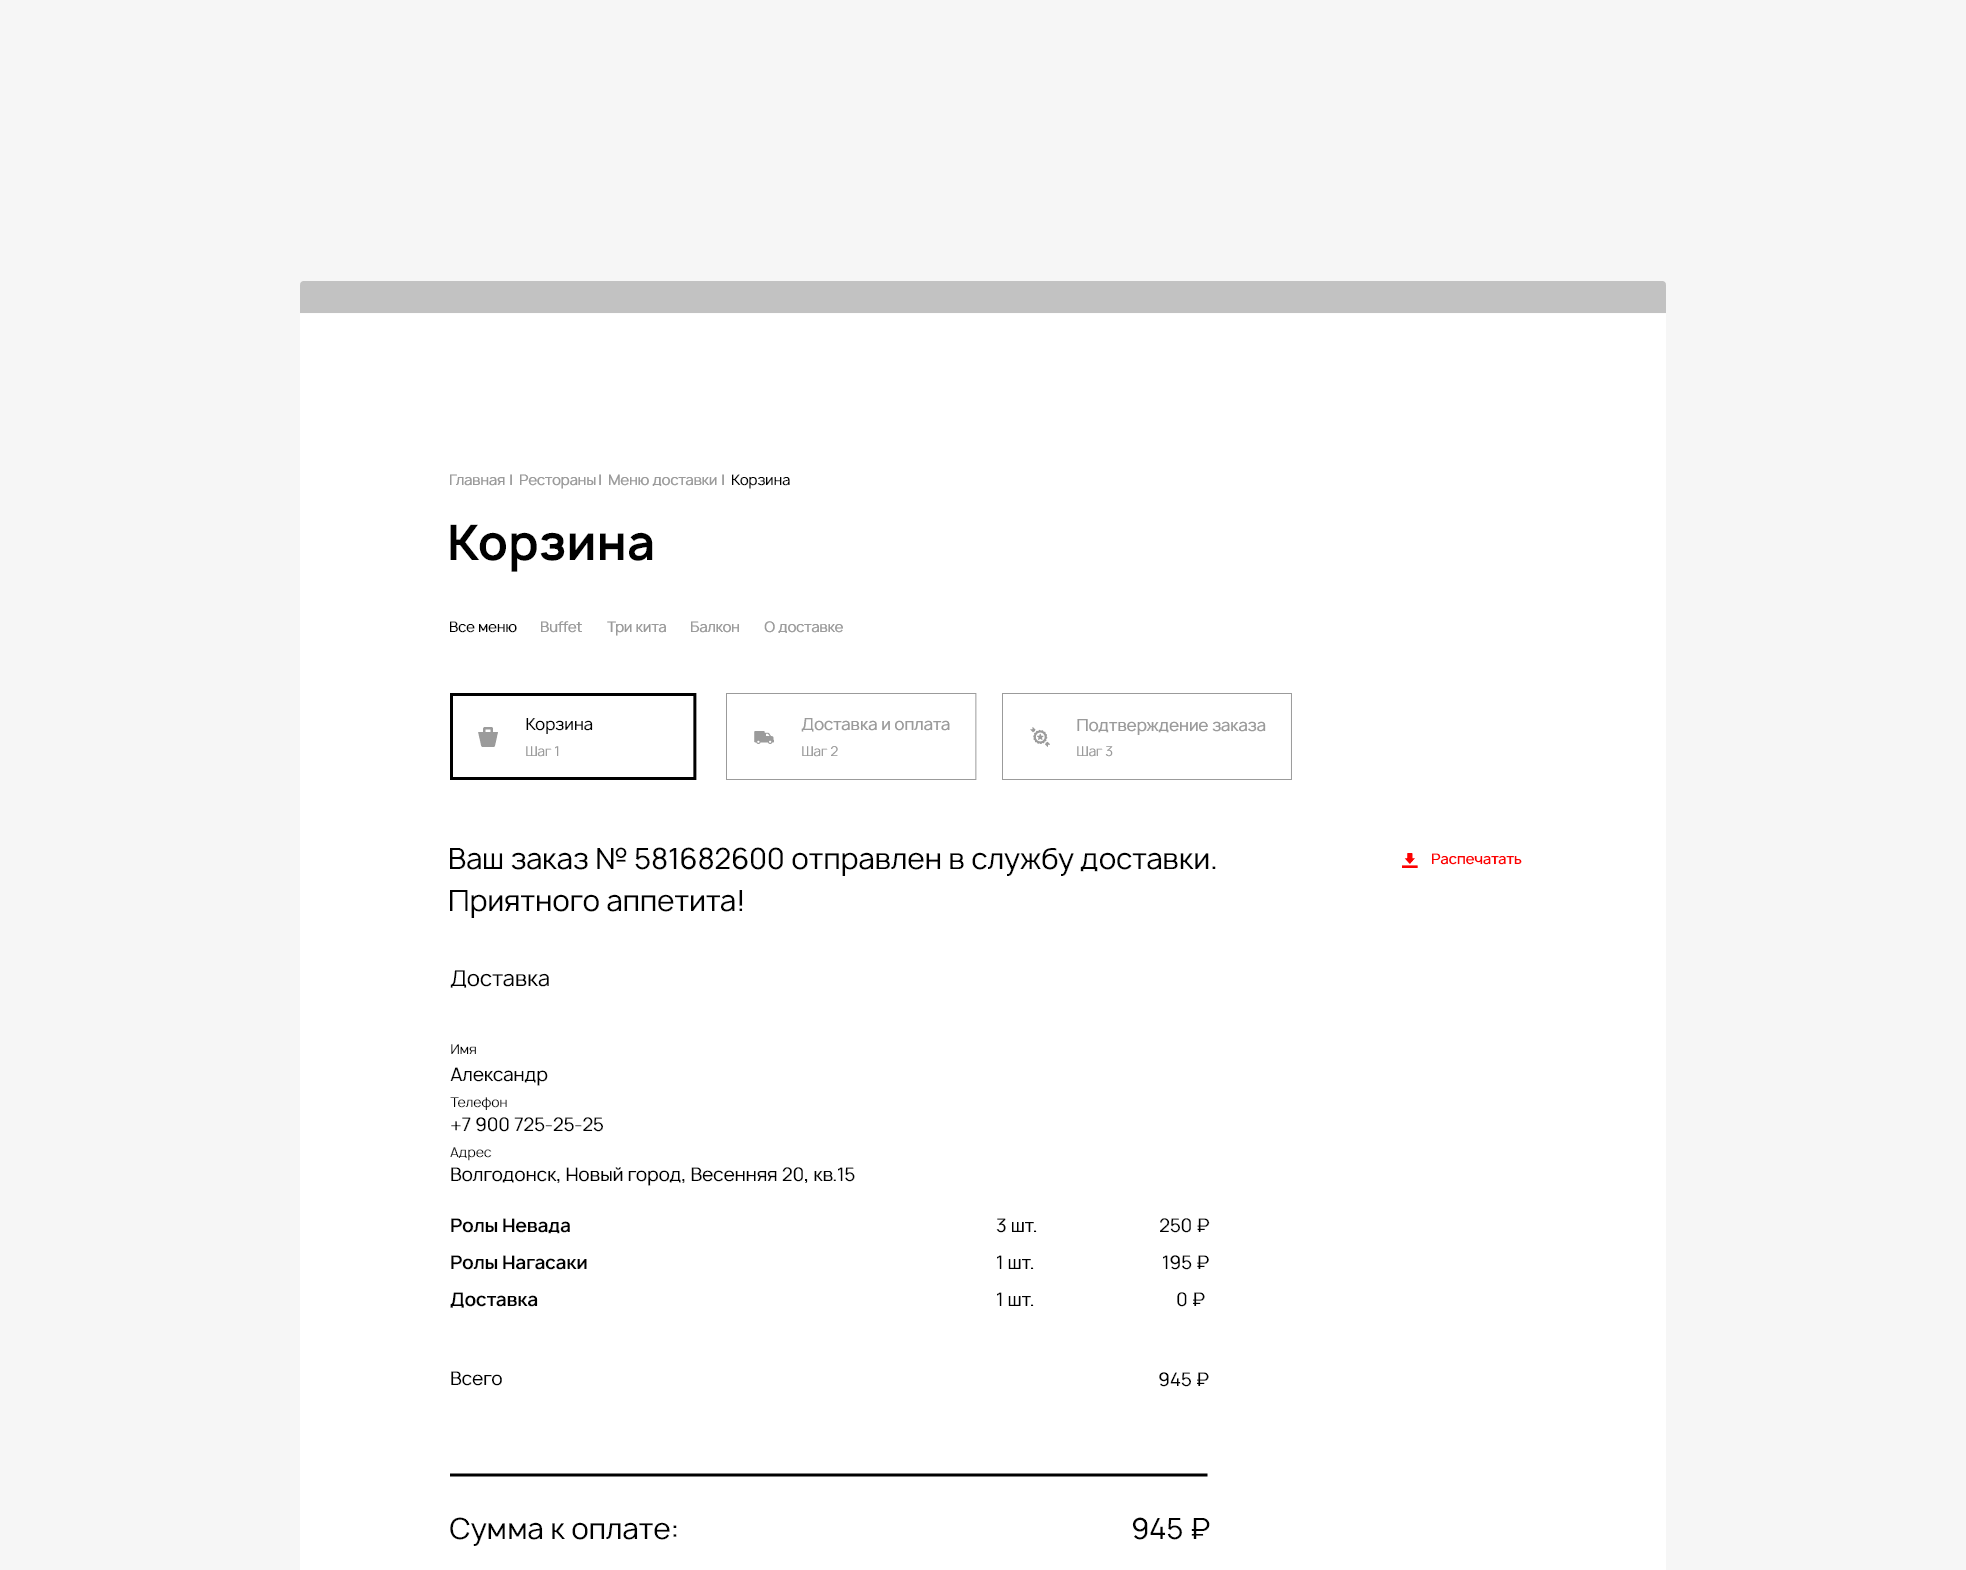 Главная | Рестораны | Меню доставки | Корзина
Корзина
Все меню Buffet Три кита Балкон О доставке
Корзина
Шаг 1
Доставка и оплата
Шаг 2
Подтверждение заказа
Шаг 3
Ваш заказ № 581682600 отправлен в службу доставки.
Приятного аппетита!
Распечатать
Доставка
Имя
Александр
Телефон
+7 900 725-25-25
Адрес
Волгодонск, Новый город, Весенняя 20, кв.15
Ролы Невада 3 шт. 250 ₽
Ролы Нагасаки 1 шт. 195 ₽
Доставка 1 шт. 0 ₽
Всего 945 ₽
Сумма к оплате: 945 ₽